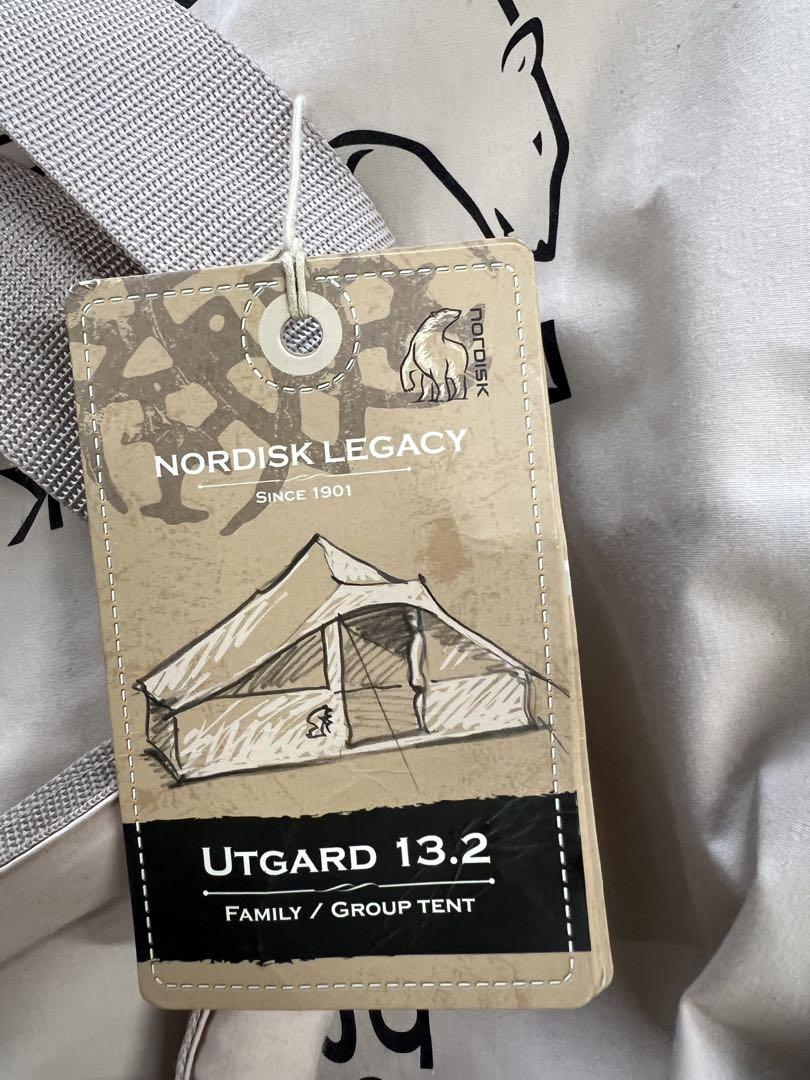 nordisk
NORDISK LEGACY
SINCE 1901
UTGARD 13.2
FAMILY / GROUP TENT